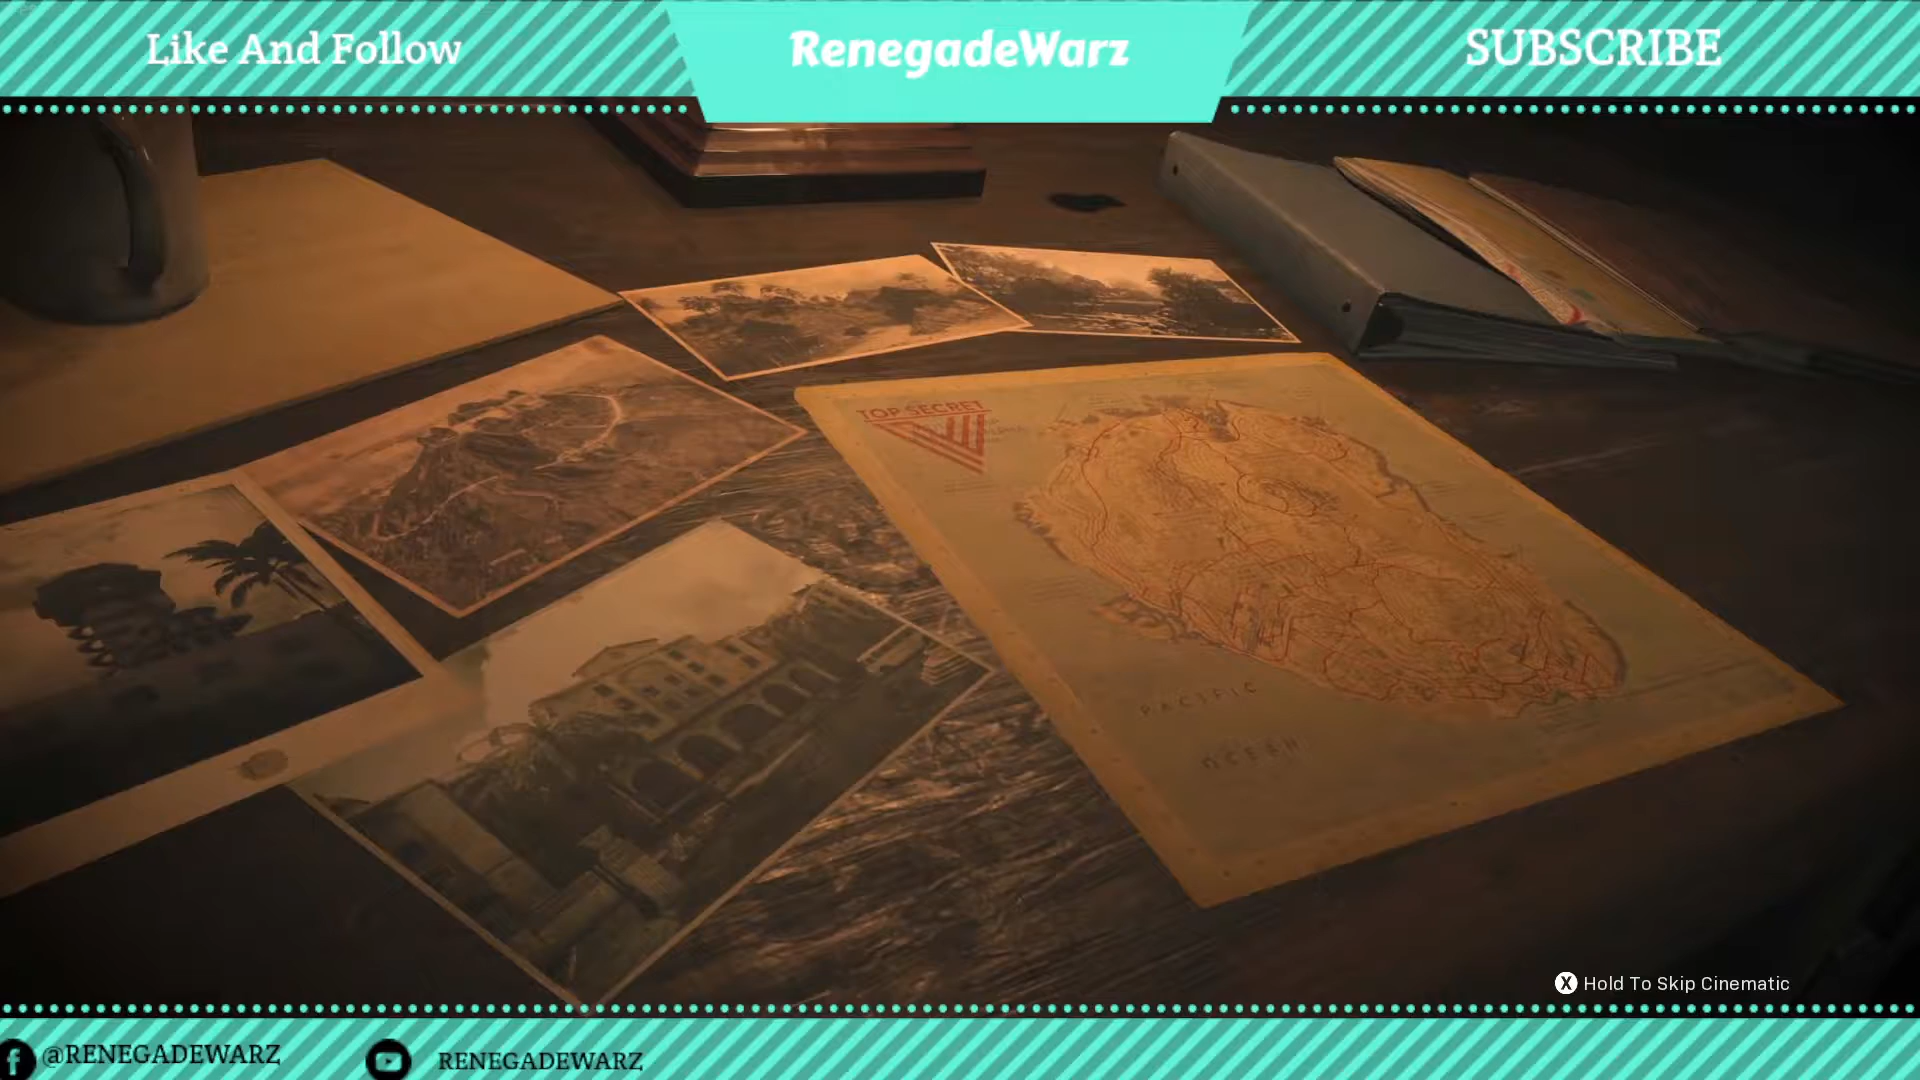 Like And Follow
RenegadeWarz
SUBSCRIBE
TOP SECRET
PACIFIC
OCEAN
X Hold To Skip Cinematic
@RENEGADEWARZ
RENEGADEWARZ